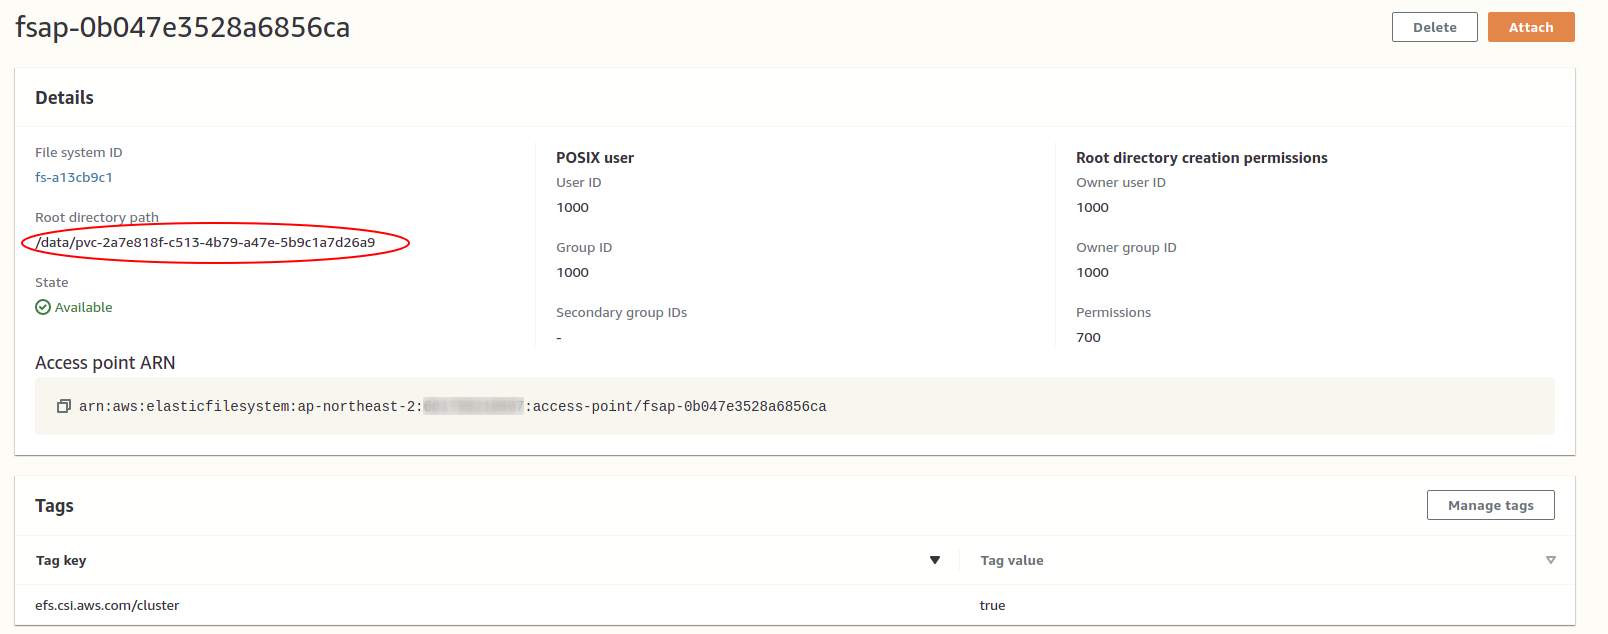 fsap-0b047e3528a6856ca
Delete
Attach
Details
File system ID
fs-a13cb9c1
Root directory path
/data/pvc-2a7e818f-c513-4b79-a47e-5b9c1a7d26a9
State
Available
POSIX user
User ID
1000
Group ID
1000
Secondary group IDs
-
Root directory creation permissions
Owner user ID
1000
Owner group ID
1000
Permissions
700
Access point ARN
arn:aws:elasticfilesystem:ap-northeast-2: :access-point/fsap-0b047e3528a6856ca
Tags
Manage tags
Tag key
Tag value
efs.csi.aws.com/cluster
true